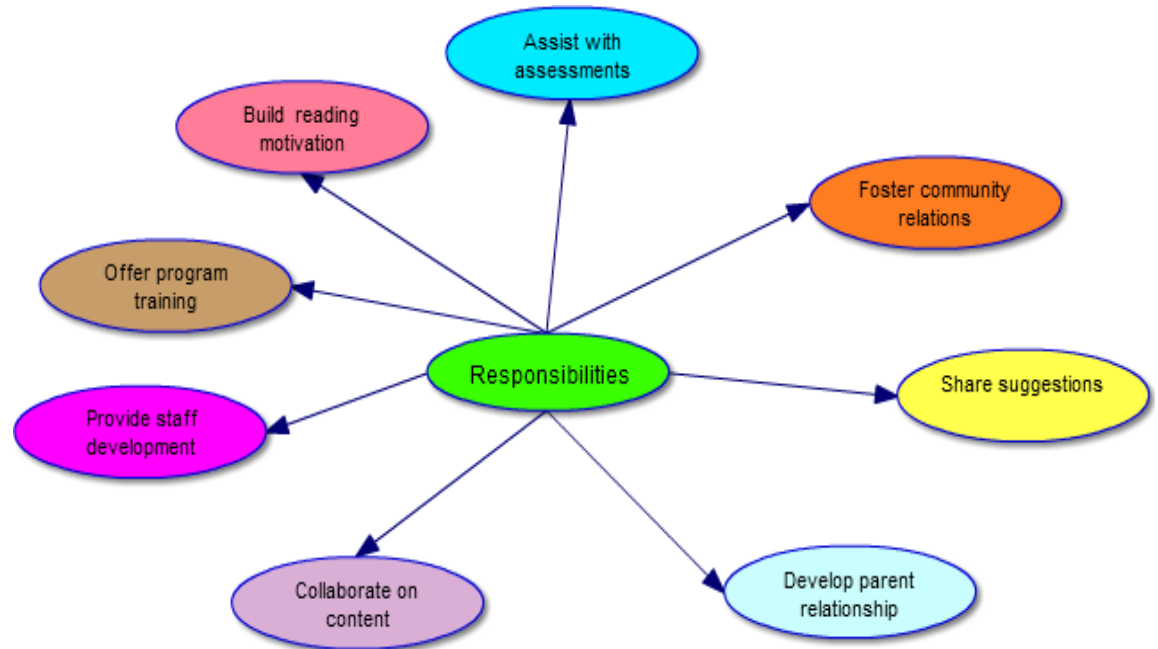 Assist with
assessments
Build reading
motivation
Foster community
relations
Offer program
training
Responsibilities
Share suggestions
Provide staff
development
Collaborate on
content
Develop parent
relationship